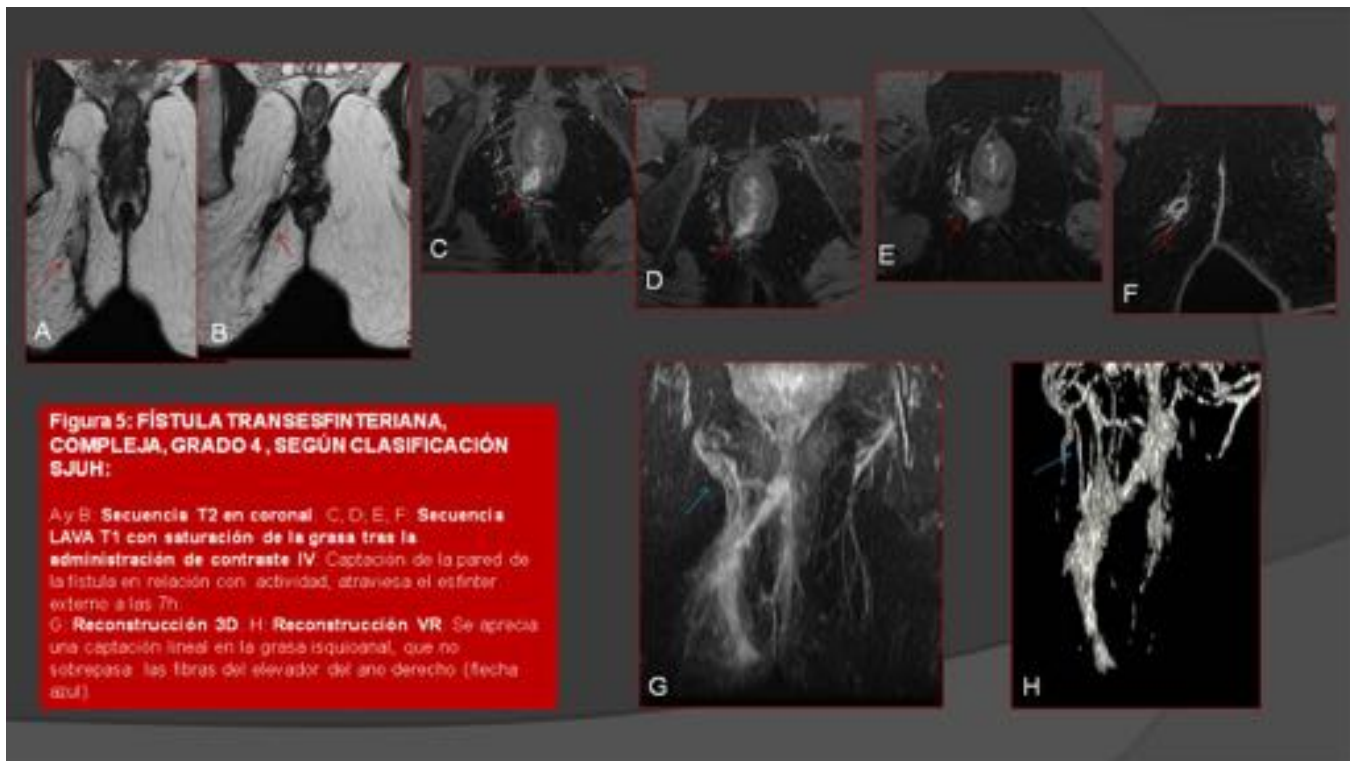 A
B
C
D
E
F
Figura 5: FÍSTULA TRANSESFINTERIANA,
COMPLEJA, GRADO 4 , SEGÚN CLASIFICACIÓN
SJUH:
A y B: Secuencia T2 en coronal. C, D, E, F: Secuencia
LAVA T1 con saturación de la grasa tras la
administración de contraste IV. Captación de la pared de
la fístula en relación con actividad, atraviesa el esfínter
externo a las 7h.
G: Reconstrucción 3D. H: Reconstrucción VR. Se aprecia
una captación lineal en la grasa isquioanal, que no
sobrepasa las fibras del elevador del ano derecho (flecha
azul).
G
H